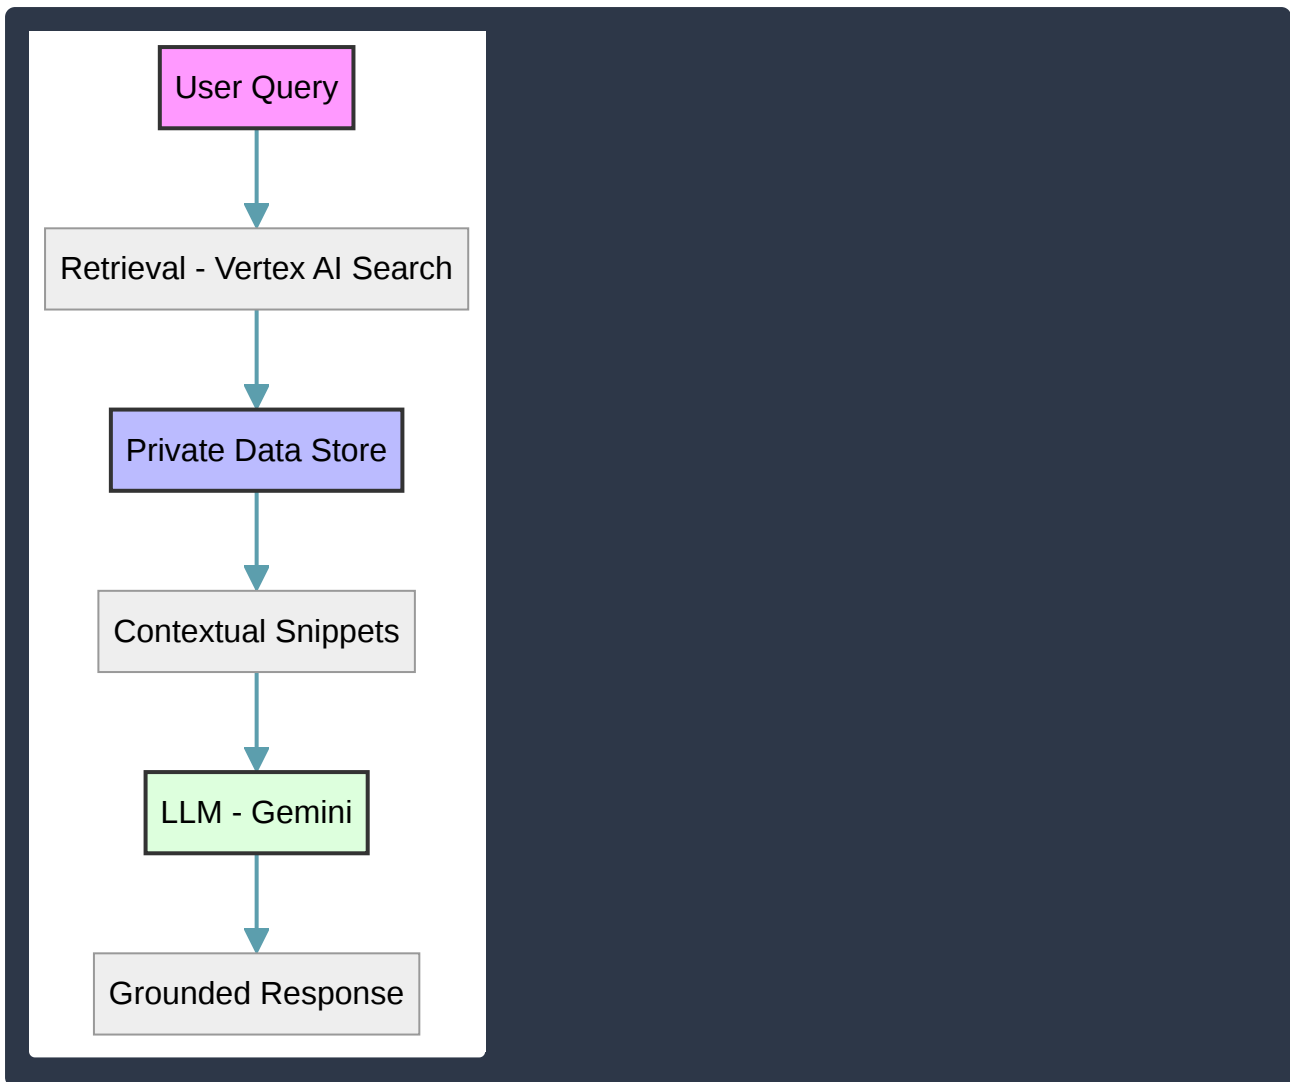 User Query
Retrieval - Vertex AI Search
Private Data Store
Contextual Snippets
LLM - Gemini
Grounded Response